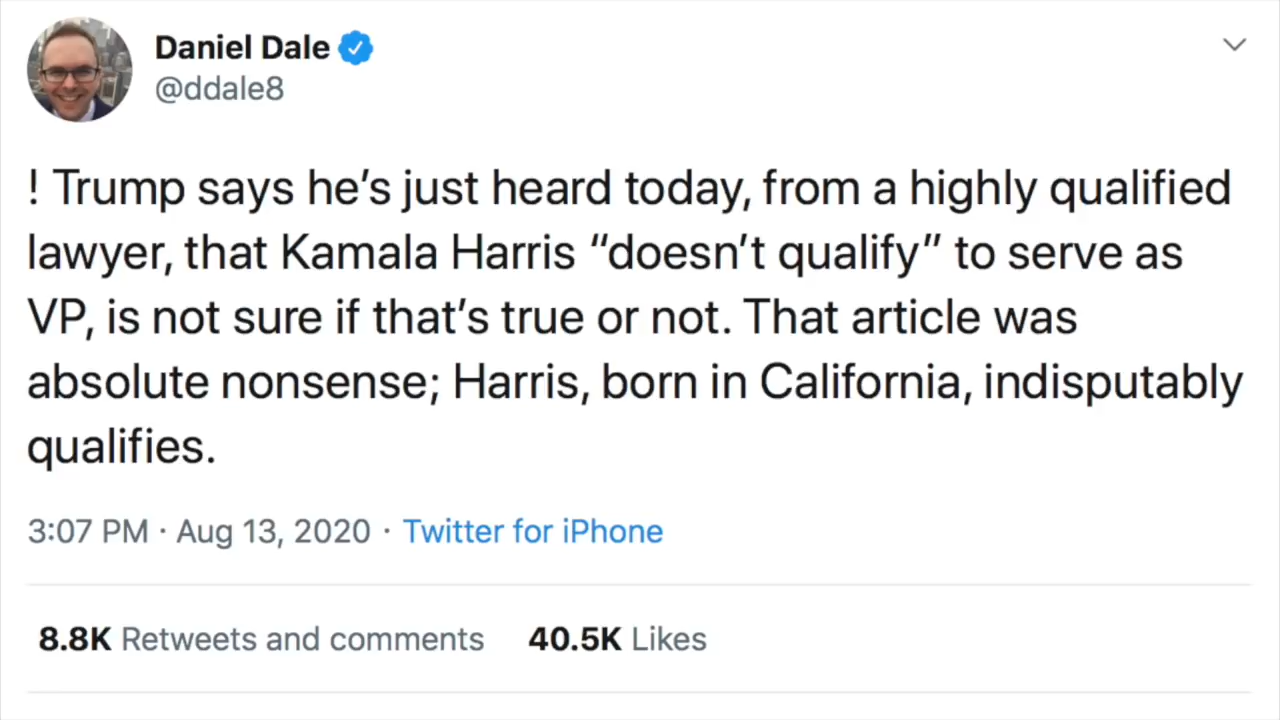 Daniel Dale
@ddale8
! Trump says he’s just heard today, from a highly qualified
lawyer, that Kamala Harris “doesn’t qualify” to serve as
VP, is not sure if that’s true or not. That article was
absolute nonsense; Harris, born in California, indisputably
qualifies.
3:07 PM · Aug 13, 2020 · Twitter for iPhone
8.8K Retweets and comments 40.5K Likes